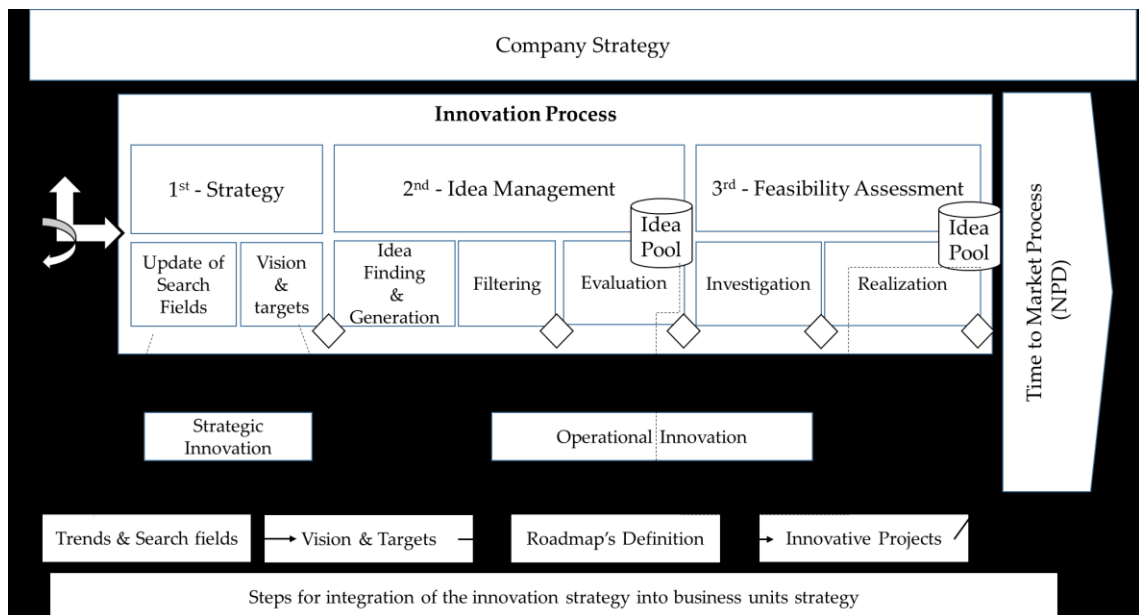 Company Strategy
Innovation Process
1st - Strategy
2nd - Idea Management
3rd - Feasibility Assessment
Idea
Pool
Idea
Pool
Update of
Search
Fields
Vision
&
targets
Idea
Finding
&
Generation
Filtering
Evaluation
Investigation
Realization
Time to Market Process
(NPD)
Strategic
Innovation
Operational Innovation
Trends & Search fields
Vision & Targets
Roadmap's Definition
Innovative Projects
Steps for integration of the innovation strategy into business units strategy